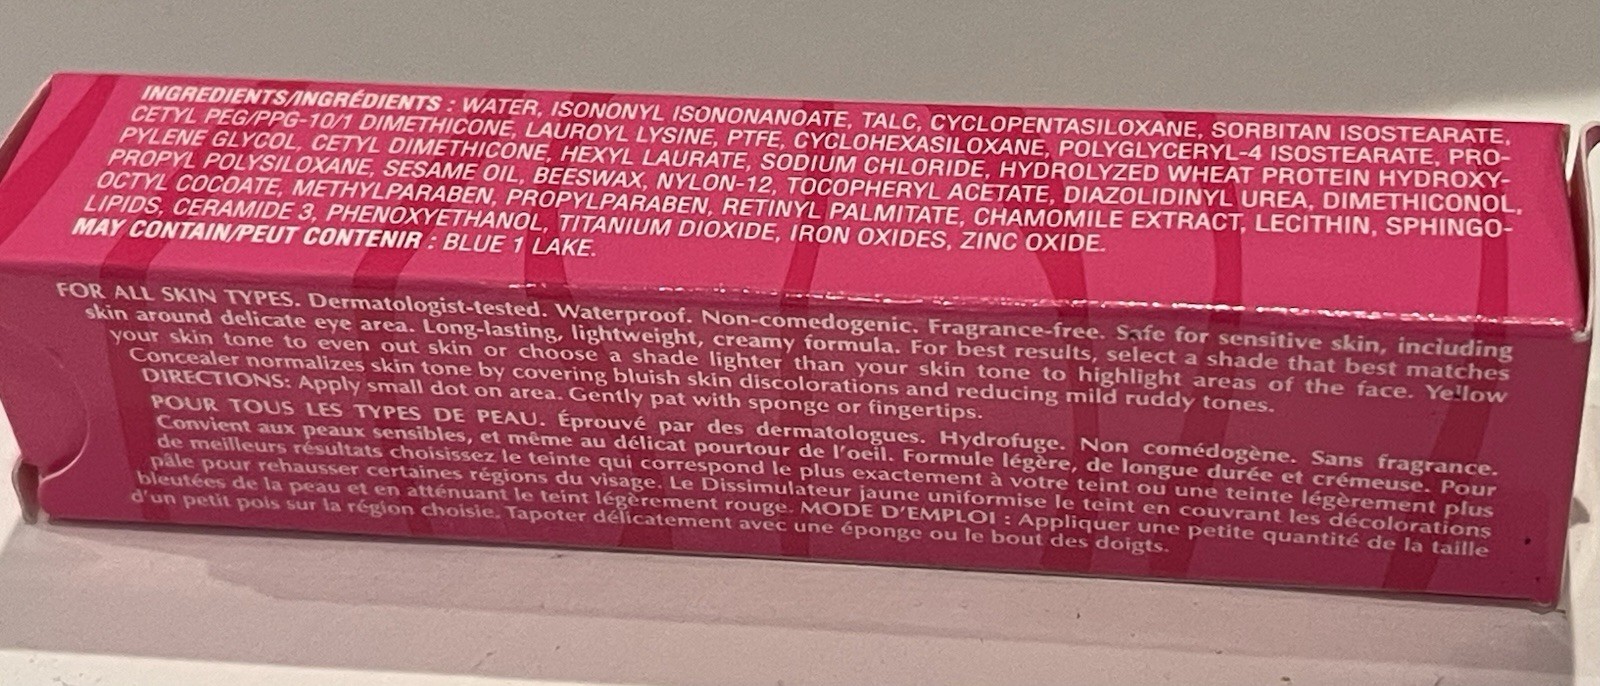 INGREDIENTS/INGRÉDIENTS : WATER, ISONONYL ISONONANOATE, TALC, CYCLOPENTASILOXANE, SORBITAN ISOSTEARATE,
CETYL PEG/PPG-10/1 DIMETHICONE, LAUROYL LYSINE, PTFE, CYCLOHEXASILOXANE, POLYGLYCERYL-4 ISOSTEARATE, PRO-
PYLENE GLYCOL, CETYL DIMETHICONE, HEXYL LAURATE, SODIUM CHLORIDE, HYDROLYZED WHEAT PROTEIN HYDROXY-
PROPYL POLYSILOXANE, SESAME OIL, BEESWAX, NYLON-12, TOCOPHERYL ACETATE, DIAZOLIDINYL UREA, DIMETHICONOL,
OCTYL COCOATE, METHYLPARABEN, PROPYLPARABEN, RETINYL PALMITATE, CHAMOMILE EXTRACT, LECITHIN, SPHINGO-
LIPIDS, CERAMIDE 3, PHENOXYETHANOL, TITANIUM DIOXIDE, IRON OXIDES, ZINC OXIDE.
MAY CONTAIN/PEUT CONTENIR : BLUE 1 LAKE.
FOR ALL SKIN TYPES. Dermatologist-tested. Waterproof. Non-comedogenic. Fragrance-free. Safe for sensitive skin, including
skin around delicate eye area. Long-lasting, lightweight, creamy formula. For best results, select a shade that best matches
your skin tone to even out skin or choose a shade lighter than your skin tone to highlight areas of the face. Yellow
Concealer normalizes skin tone by covering bluish skin discolorations and reducing mild ruddy tones.
DIRECTIONS: Apply small dot on area. Gently pat with sponge or fingertips.
POUR TOUS LES TYPES DE PEAU. Éprouvé par des dermatologues. Hydrofuge. Non comédogène. Sans fragrance.
Convient aux peaux sensibles, et même au délicat pourtour de l'oeil. Formule légère, de longue durée et crémeuse. Pour
de meilleurs résultats choisissez le teinte qui correspond le plus exactement à votre teint ou une teinte légèrement plus
pâle pour rehausser certaines régions du visage. Le Dissimulateur jaune uniformise le teint en couvrant les décolorations
bleutées de la peau et en atténuant le teint légèrement rouge. MODE D'EMPLOI : Appliquer une petite quantité de la taille
d'un petit pois sur la région choisie. Tapoter délicatement avec une éponge ou le bout des doigts.